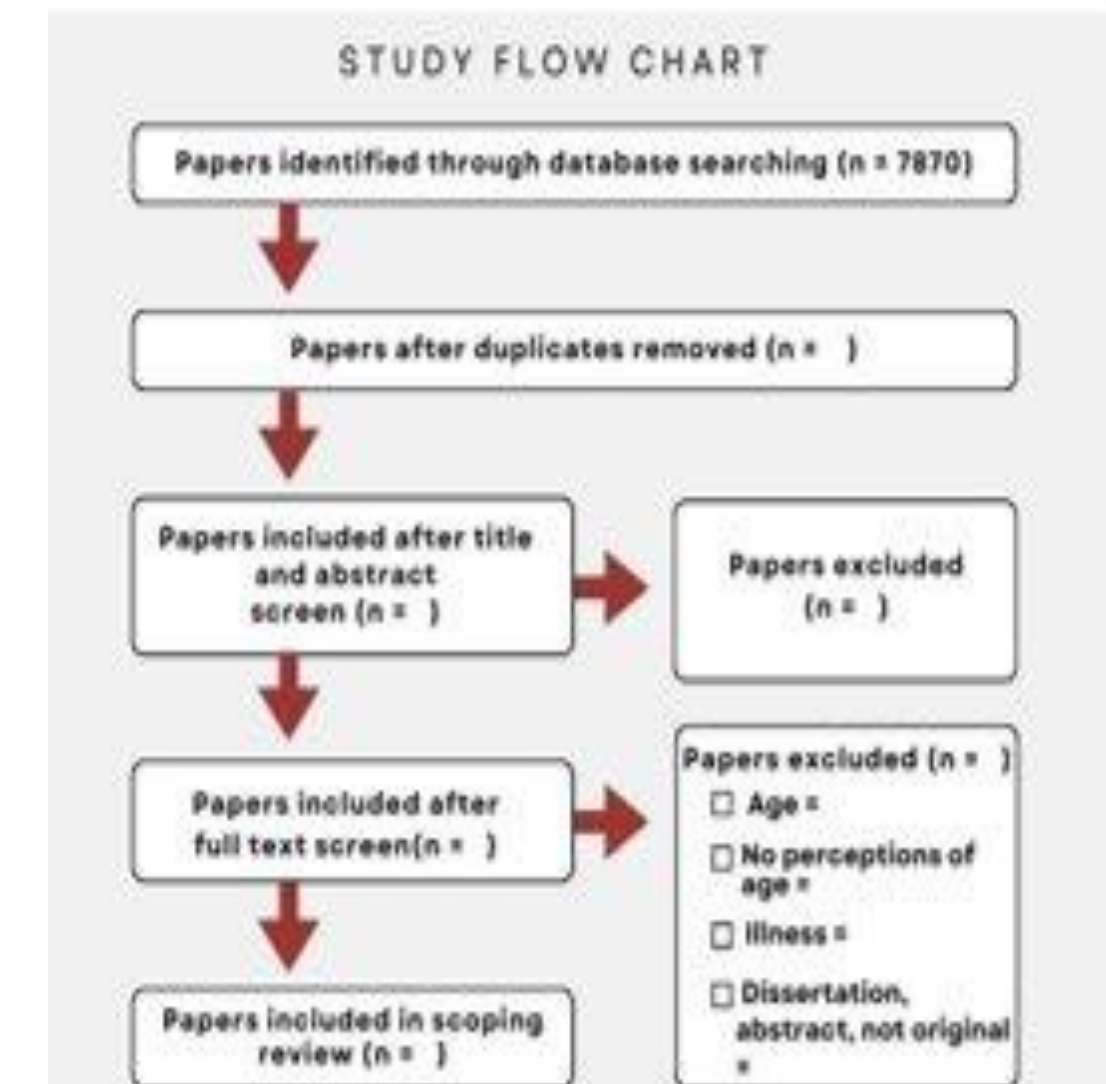 STUDY FLOW CHART
Papers identified through database searching (n = 7870)
Papers after duplicates removed (n =   )
Papers included after title
and abstract
screen (n =   )
Papers excluded
(n =   )
Papers included after
full text screen(n =   )
Papers excluded (n =   )
☐ Age =
☐ No perceptions of
age =
☐ Illness =
☐ Dissertation,
abstract, not original
=
Papers included in scoping
review (n =   )